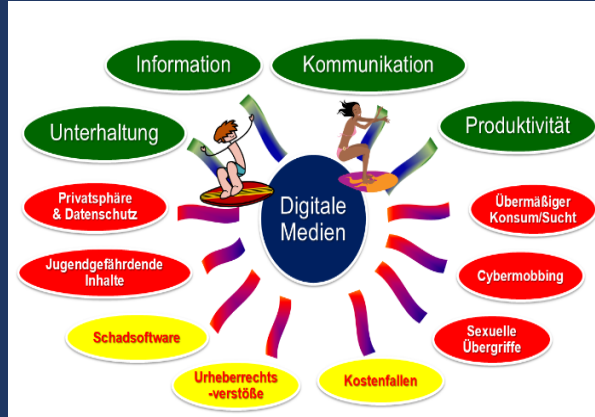 Information
Kommunikation
Unterhaltung
Produktivität
Digitale
Medien
Privatsphäre
& Datenschutz
Übermäßiger
Konsum/Sucht
Jugendgefährdende
Inhalte
Cybermobbing
Schadsoftware
Sexuelle
Übergriffe
Urheberrechts
-verstöße
Kostenfallen